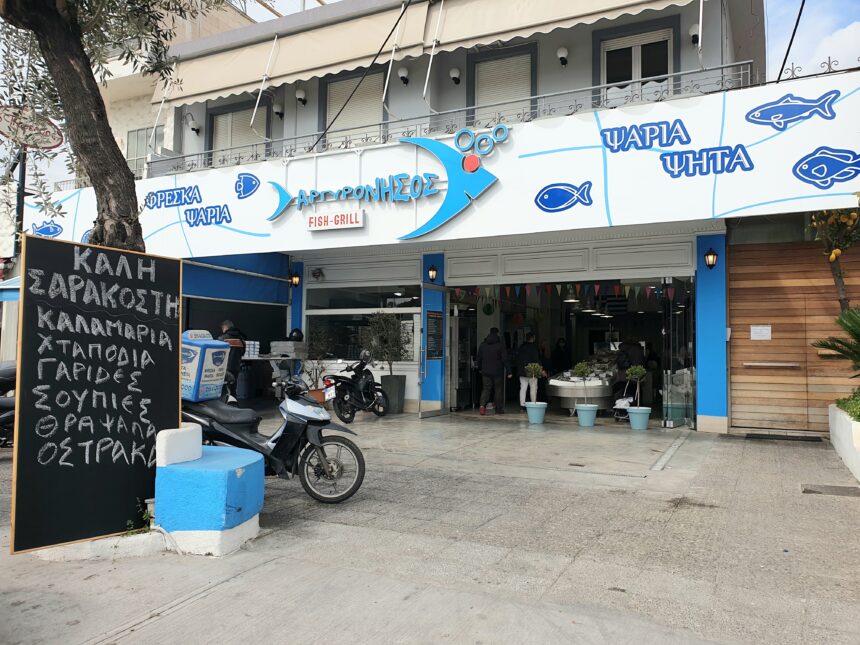 ΦΡΕΣΚΑ
ΨΑΡΙΑ
ΑΡΓΥΡΟΝΗΣΟΣ
FISH-GRILL
ΨΑΡΙΑ
ΨΗΤΑ
ΚΑΛΗ
ΣΑΡΑΚΟΣΤΗ
ΚΑΛΑΜΑΡΙΑ
ΧΤΑΠΟΔΙΑ
ΓΑΡΙΔΕΣ
ΣΟΥΠΙΕΣ
ΘΡΑΨΑΛΑ
ΟΣΤΡΑΚΑ